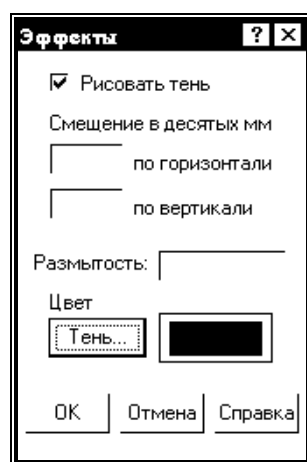 Эффекты ? ×
Рисовать тень
Смещение в десятых мм
по горизонтали
по вертикали
Размытость:
Цвет
Тень...
OK Отмена Справка